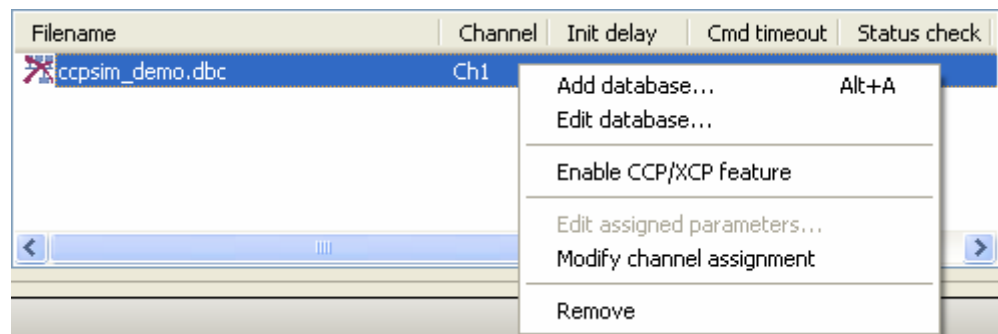 Filename Channel Init delay Cmd timeout Status check
ccpsim_demo.dbc Ch1
Add database... Alt+A
Edit database...
Enable CCP/XCP feature
Edit assigned parameters...
Modify channel assignment
Remove